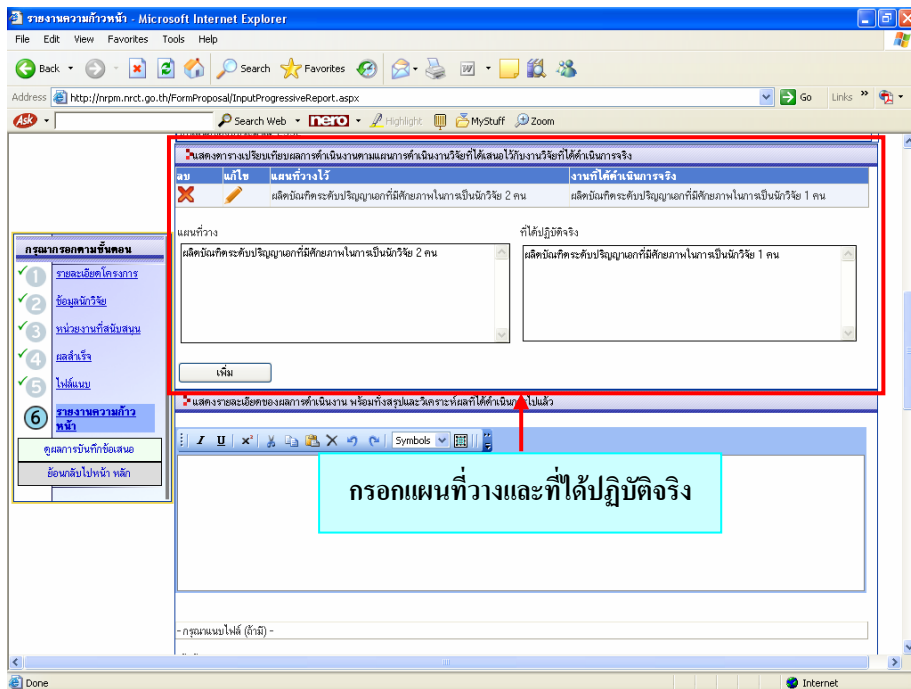 รายงานความก้าวหน้า - Microsoft Internet Explorer
File Edit View Favorites Tools Help
Back Search Favorites
Address http://nrpm.nrct.go.th/FormProposal/InputProgressiveReport.aspx Go Links »
Ask Search Web nero Highlight MyStuff Zoom
แสดงตารางเปรียบเทียบผลการดำเนินงานตามแผนการดำเนินงานวิจัยที่ได้เสนอไว้กับงานวิจัยที่ได้ดำเนินการจริง
ลบ แก้ไข แผนที่วางไว้ งานที่ได้ดำเนินการจริง
ผลิตบัณฑิตระดับปริญญาเอกที่มีศักยภาพในการเป็นนักวิจัย 2 คน ผลิตบัณฑิตระดับปริญญาเอกที่มีศักยภาพในการเป็นนักวิจัย 1 คน
แผนที่วาง ที่ได้ปฏิบัติจริง
ผลิตบัณฑิตระดับปริญญาเอกที่มีศักยภาพในการเป็นนักวิจัย 2 คน ผลิตบัณฑิตระดับปริญญาเอกที่มีศักยภาพในการเป็นนักวิจัย 1 คน
เพิ่ม
กรุณากรอกตามขั้นตอน
1 รายละเอียดโครงการ
2 ข้อมูลนักวิจัย
3 หน่วยงานที่สนับสนุน
4 ผลสำเร็จ
5 ไฟล์แนบ
6 รายงานความก้าว
หน้า
ดูผลการบันทึกข้อเสนอ
ย้อนกลับไปหน้า หลัก
แสดงรายละเอียดของผลการดำเนินงาน พร้อมทั้งสรุปและวิเคราะห์ผลที่ได้ดำเนินการไปแล้ว
I U x² Symbols
กรอกแผนที่วางและที่ได้ปฏิบัติจริง
- กรุณาแนบไฟล์ (ถ้ามี) -
Done Internet